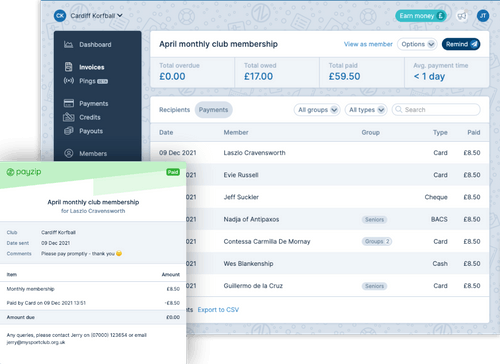 CK Cardiff Korfball
Earn money £
JT
Dashboard
Invoices
Pings BETA
Payments
Credits
Payouts
Members
April monthly club membership
View as member
Options
Remind
Total overdue
£0.00
Total owed
£17.00
Total paid
£59.50
Avg. payment time
< 1 day
Recipients Payments
All groups
All types
Search
Date Member Group Type Paid
09 Dec 2021 Laszlo Cravensworth Card £8.50
2021 Evie Russell Card £8.50
2021 Jeff Suckler Cheque £8.50
2021 Nadja of Antipaxos Seniors BACS £8.50
2021 Contessa Carmilla De Mornay Groups 2 Card £8.50
2021 Wes Blankenship Cash £8.50
2021 Guillermo de la Cruz Seniors Card £8.50
Export to CSV
payzip
Paid
April monthly club membership
for Laszlo Cravensworth
Club Cardiff Korfball
Date sent 09 Dec 2021
Comments Please pay promptly - thank you 😊
Item Amount
Monthly membership £8.50
Paid by Card on 09 Dec 2021 13:51 -£8.50
Amount due £0.00
Any queries, please contact Jerry on (07000) 123654 or email
jerry@mysportclub.org.uk